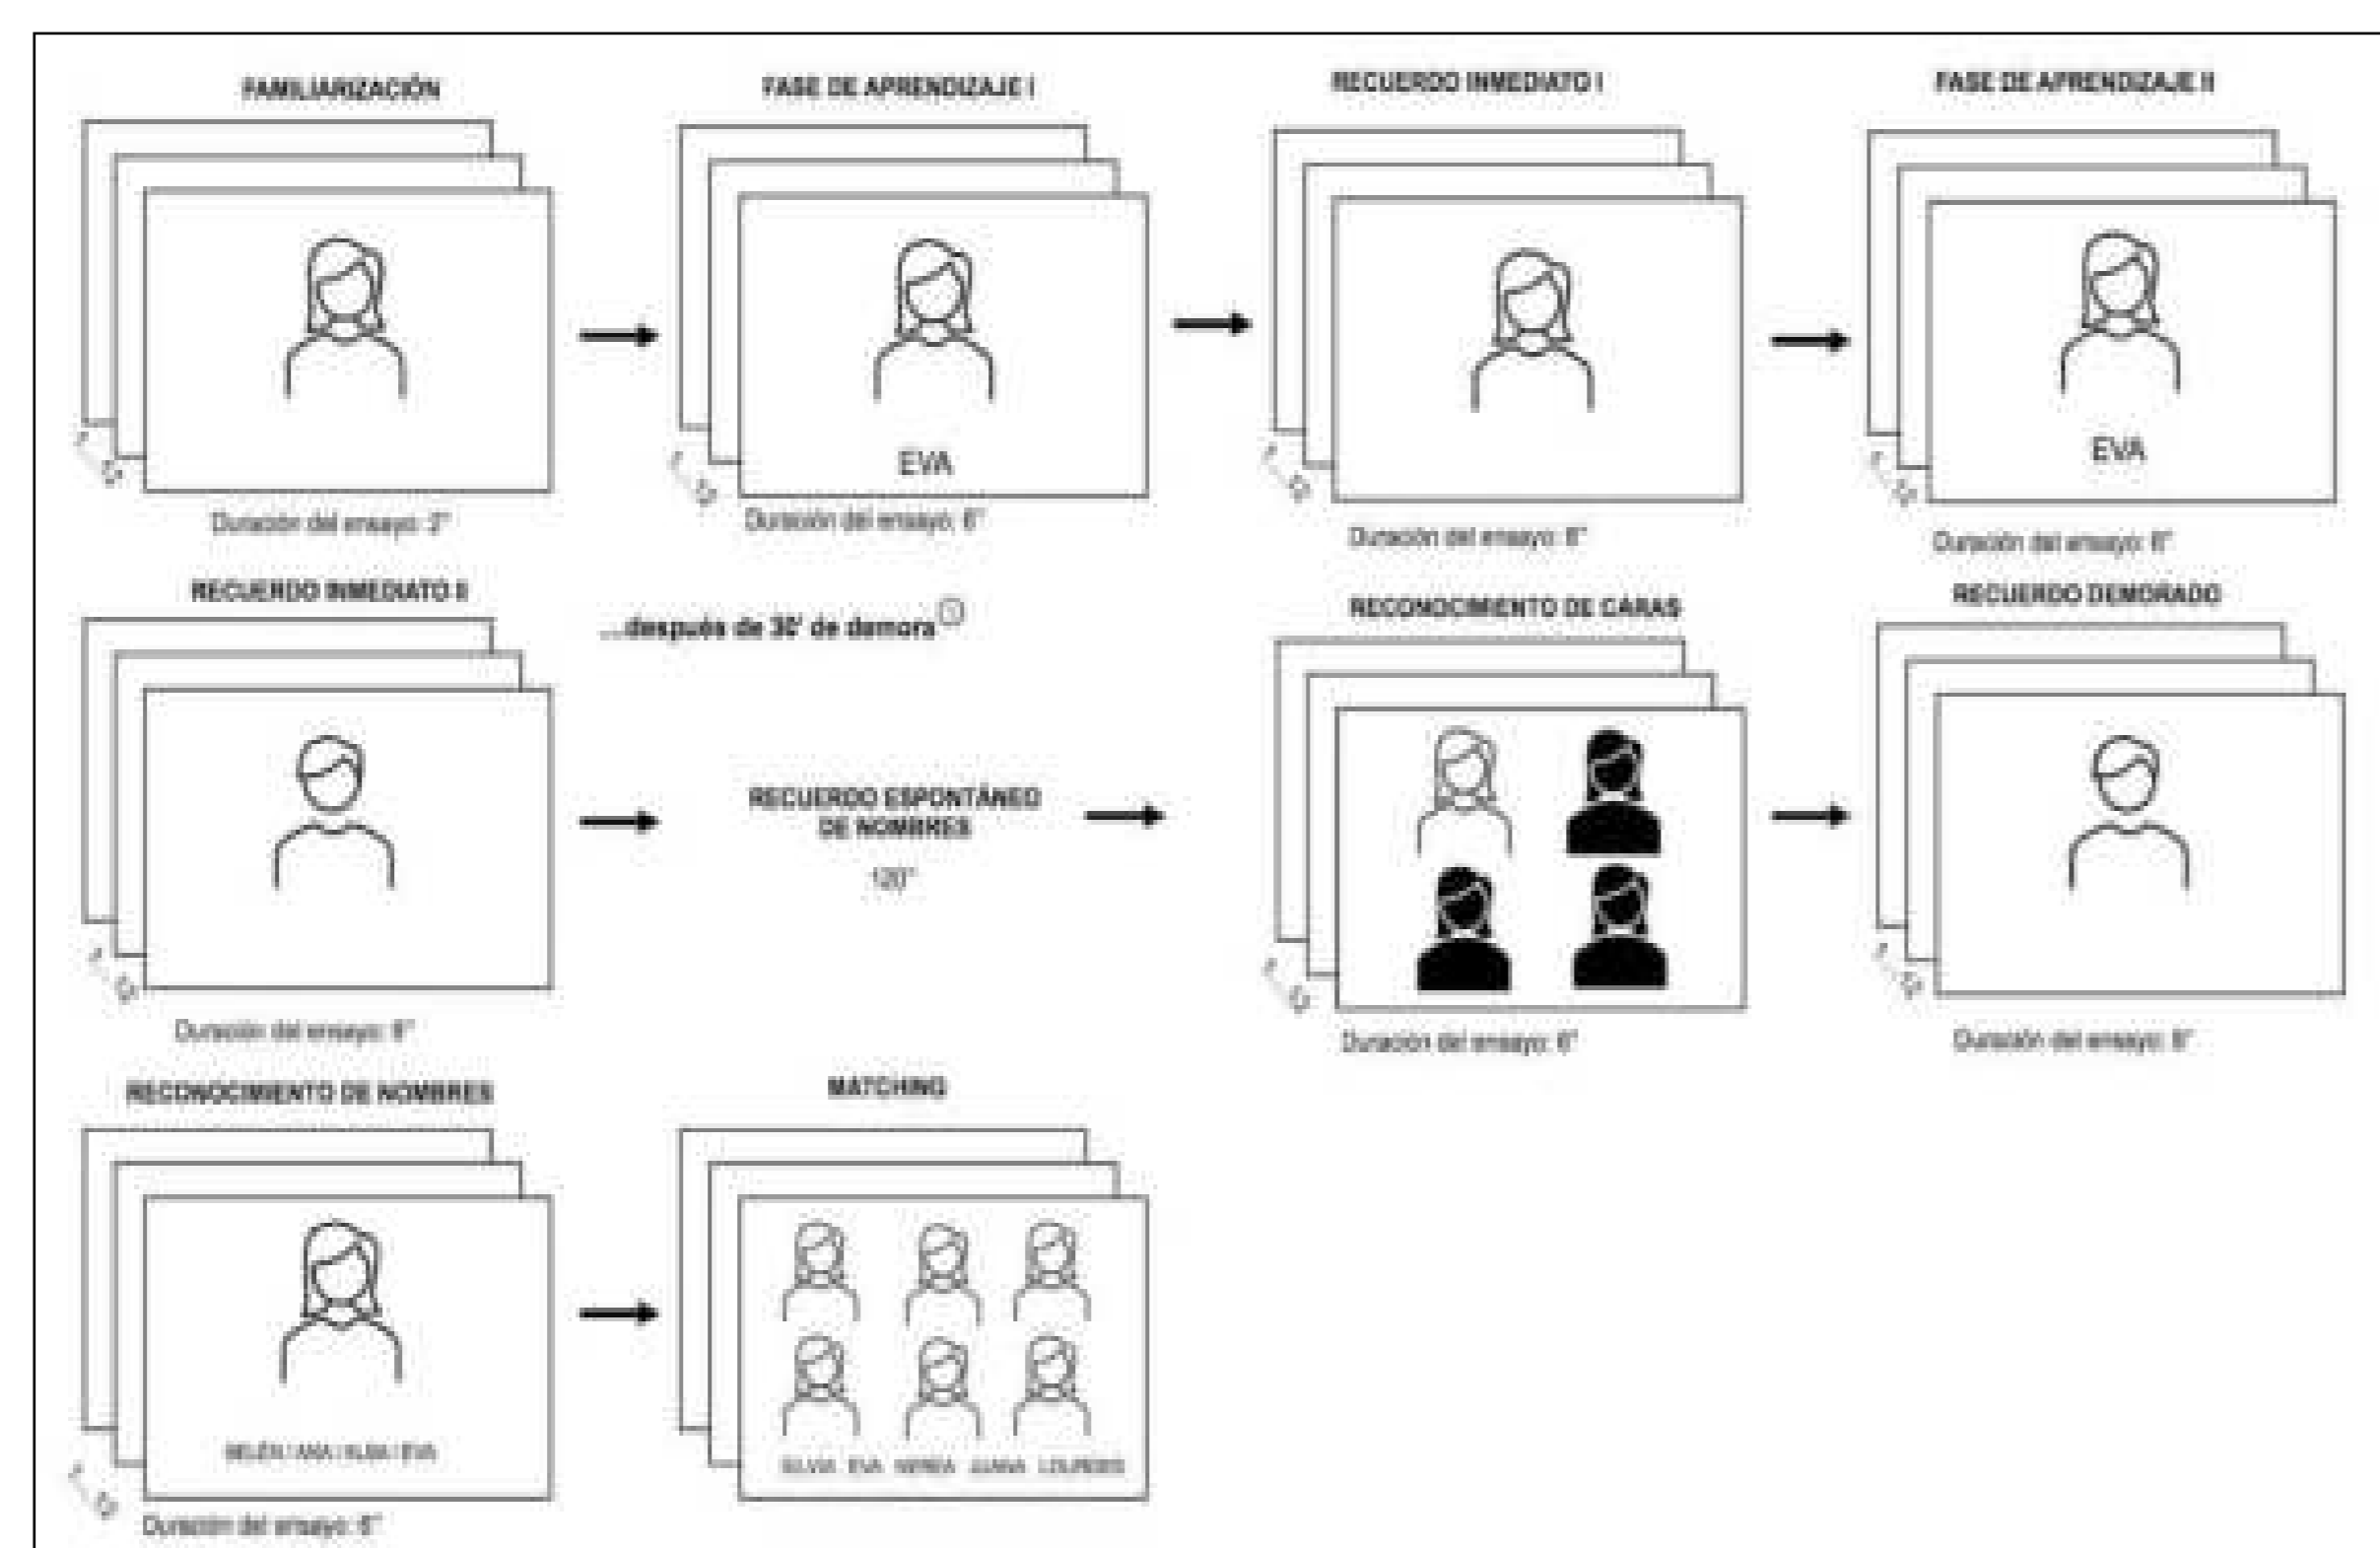 FAMILIARIZACIÓN
FASE DE APRENDIZAJE I
RECUERDO INMEDIATO I
FASE DE APRENDIZAJE II
EVA
EVA
Duración del ensayo: 2"
Duración del ensayo: 6"
Duración del ensayo: 6"
Duración del ensayo: 6"
RECUERDO INMEDIATO II
...después de 30' de demora
RECONOCIMIENTO DE CARAS
RECUERDO DEMORADO
RECUERDO ESPONTÁNEO
DE NOMBRES
120"
Duración del ensayo: 6"
Duración del ensayo: 6"
Duración del ensayo: 6"
RECONOCIMIENTO DE NOMBRES
MATCHING
BELÉN / ANA / ALBA / EVA
SILVIA EVA NEREA JUANA LOURDES
Duración del ensayo: 6"